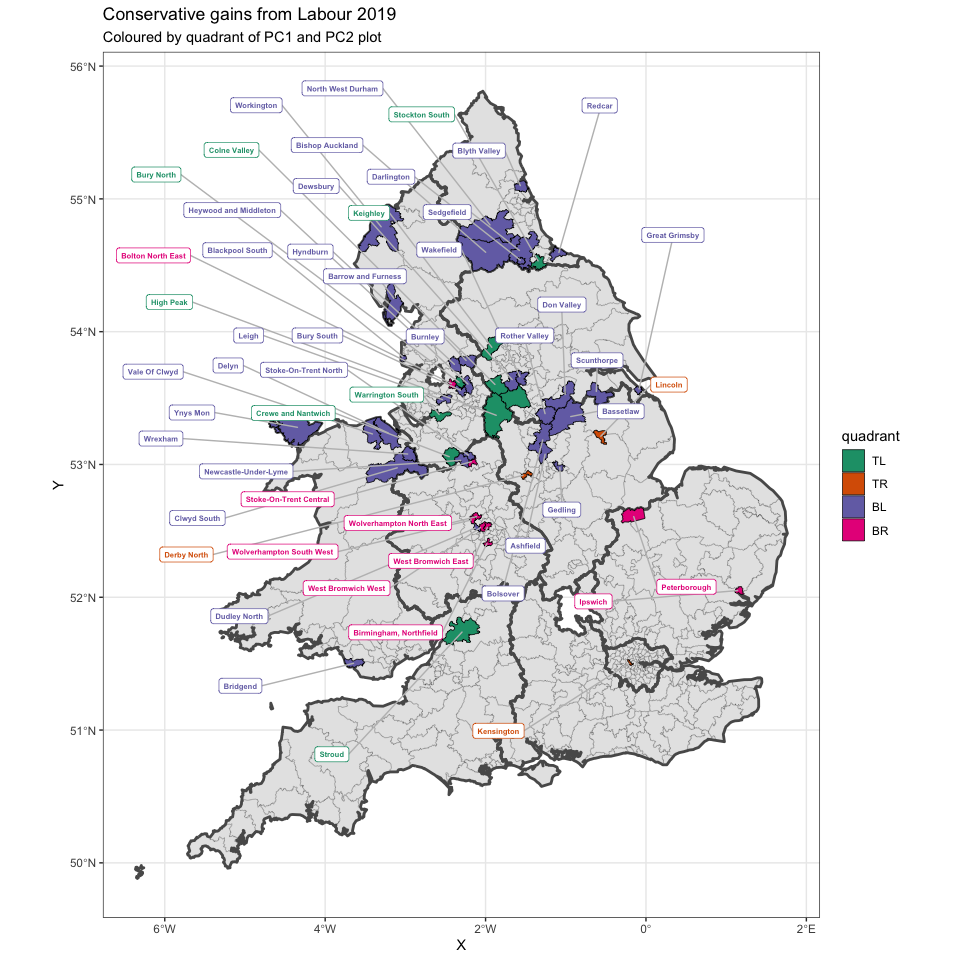 Conservative gains from Labour 2019
Coloured by quadrant of PC1 and PC2 plot
56°N
North West Durham
Workington
Redcar
Stockton South
Bishop Auckland
Colne Valley
Blyth Valley
Bury North
Darlington
Dewsbury
55°N
Heywood and Middleton
Keighley
Sedgefield
Great Grimsby
Blackpool South
Hyndburn
Wakefield
Bolton North East
Barrow and Furness
High Peak
Don Valley
54°N
Leigh
Bury South
Burnley
Rother Valley
Scunthorpe
Delyn
Vale Of Clwyd
Stoke-On-Trent North
Lincoln
Warrington South
Ynys Mon
Crewe and Nantwich
Bassetlaw
Wrexham
quadrant
53°N
TL
Newcastle-Under-Lyme
TR
Y
Stoke-On-Trent Central
BL
Gedling
Clwyd South
Wolverhampton North East
BR
Ashfield
Derby North
Wolverhampton South West
West Bromwich East
West Bromwich West
Peterborough
Bolsover
52°N
Ipswich
Dudley North
Birmingham, Northfield
Bridgend
51°N
Kensington
Stroud
50°N
6°W
4°W
2°W
0°
2°E
X